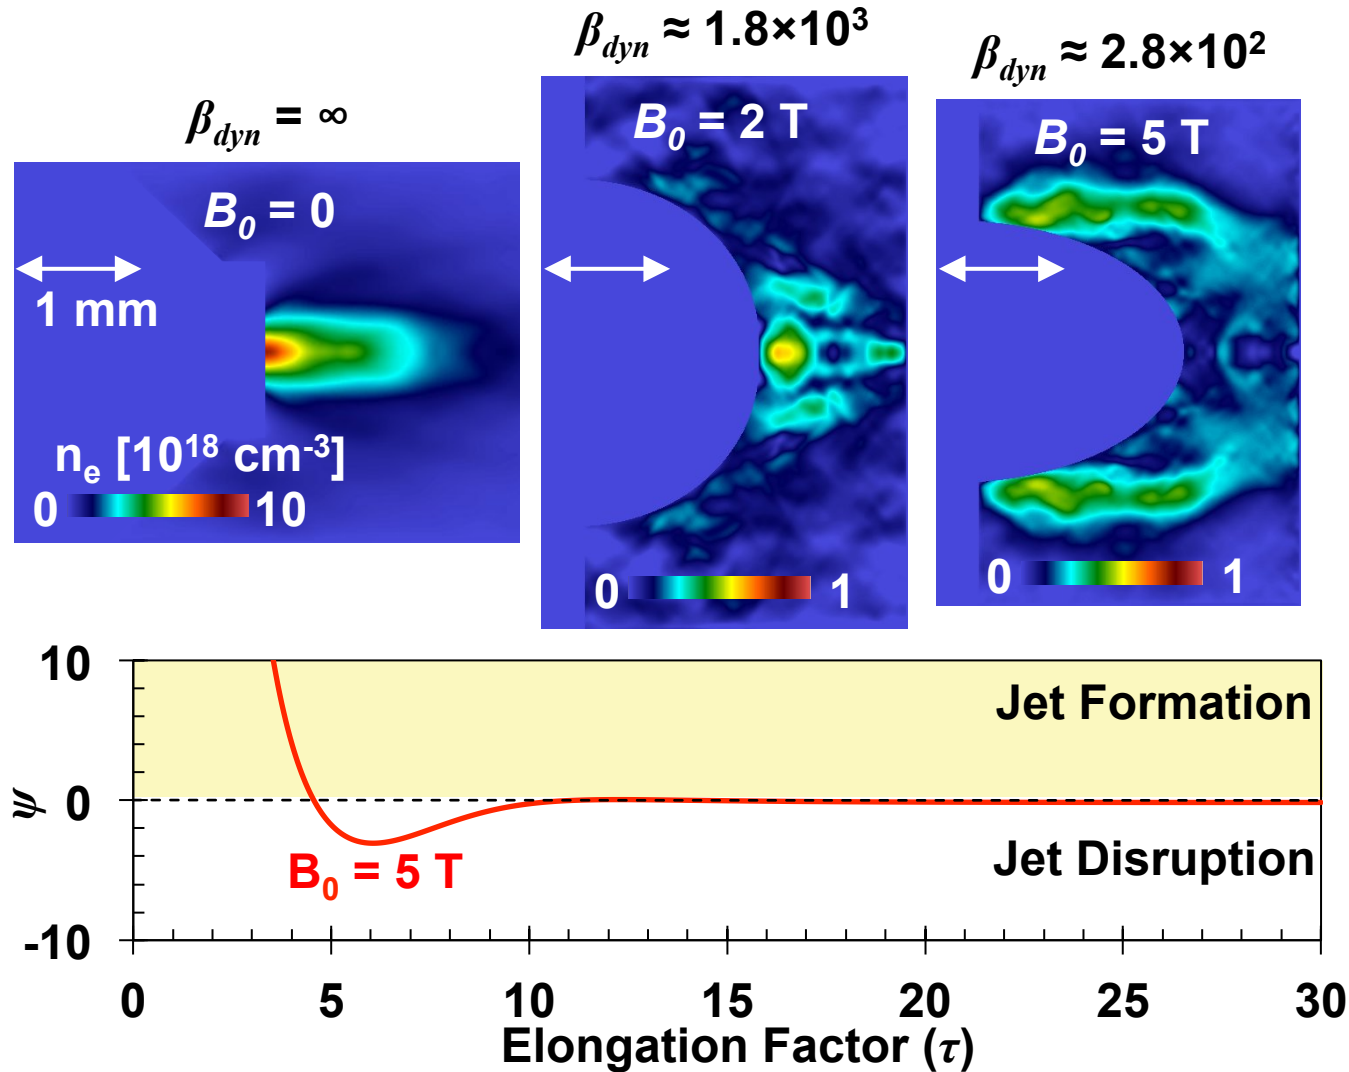 β_dyn = ∞
B₀ = 0
1 mm
nₑ [10¹⁸ cm⁻³]
0 10
β_dyn ≈ 1.8×10³
B₀ = 2 T
0 1
β_dyn ≈ 2.8×10²
B₀ = 5 T
0 1
10
0
-10
ψ
Jet Formation
Jet Disruption
B₀ = 5 T
0 5 10 15 20 25 30
Elongation Factor (τ)